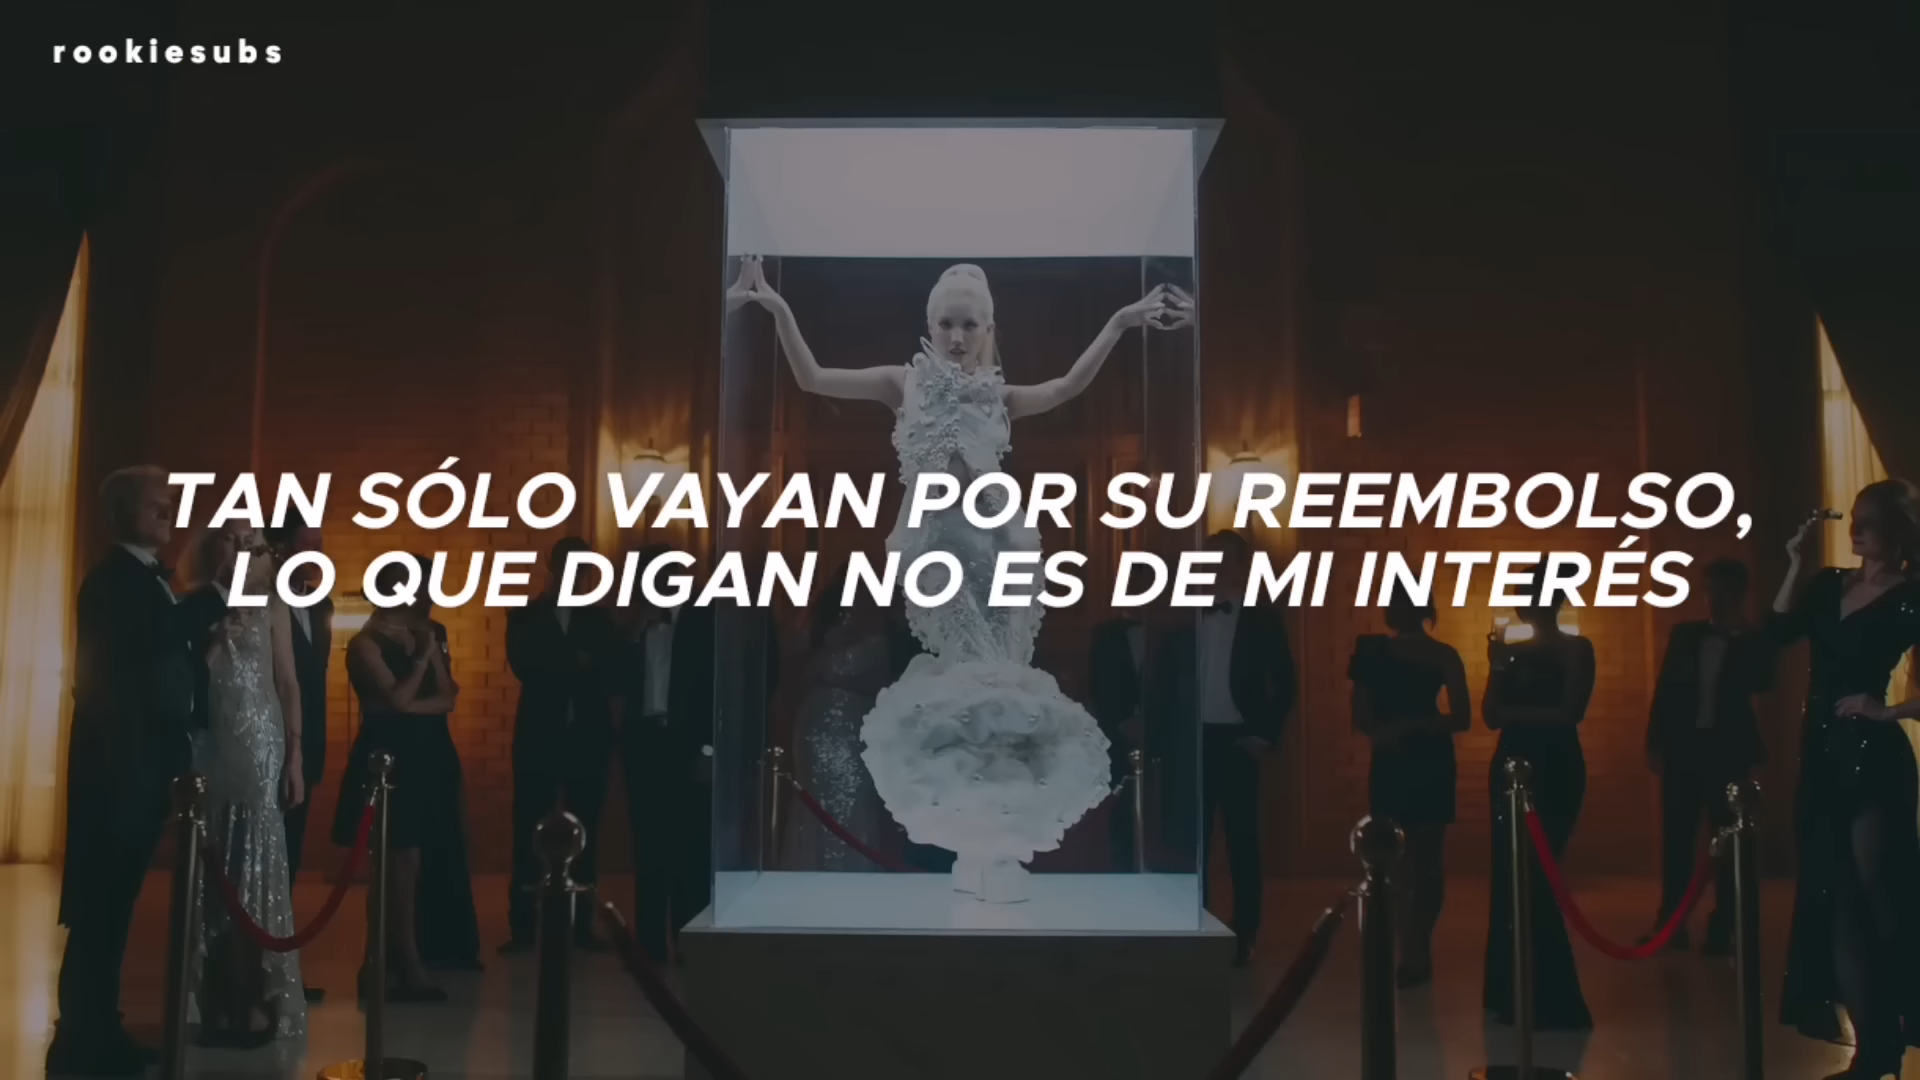 rookiesubs
TAN SÓLO VAYAN POR SU REEMBOLSO,
LO QUE DIGAN NO ES DE MI INTERÉS